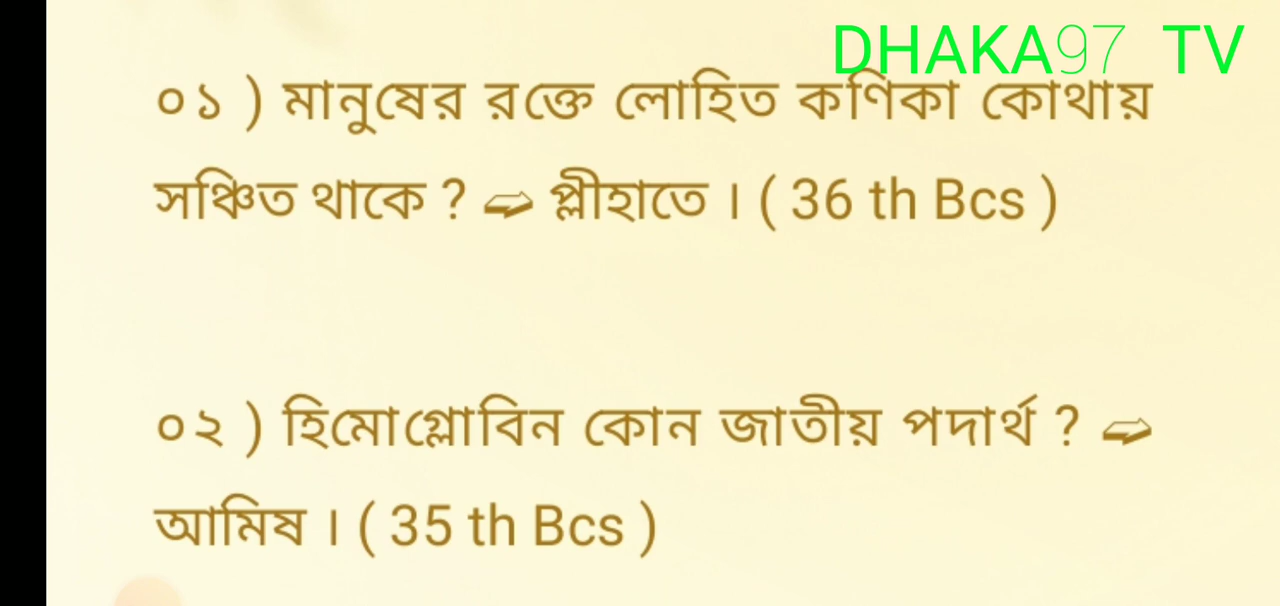 DHAKA97 TV
০১ ) মানুষের রক্তে লোহিত কণিকা কোথায়
সঞ্চিত থাকে ? ➫ প্লীহাতে । ( 36 th Bcs )
০২ ) হিমোগ্লোবিন কোন জাতীয় পদার্থ ? ➫
আমিষ । ( 35 th Bcs )